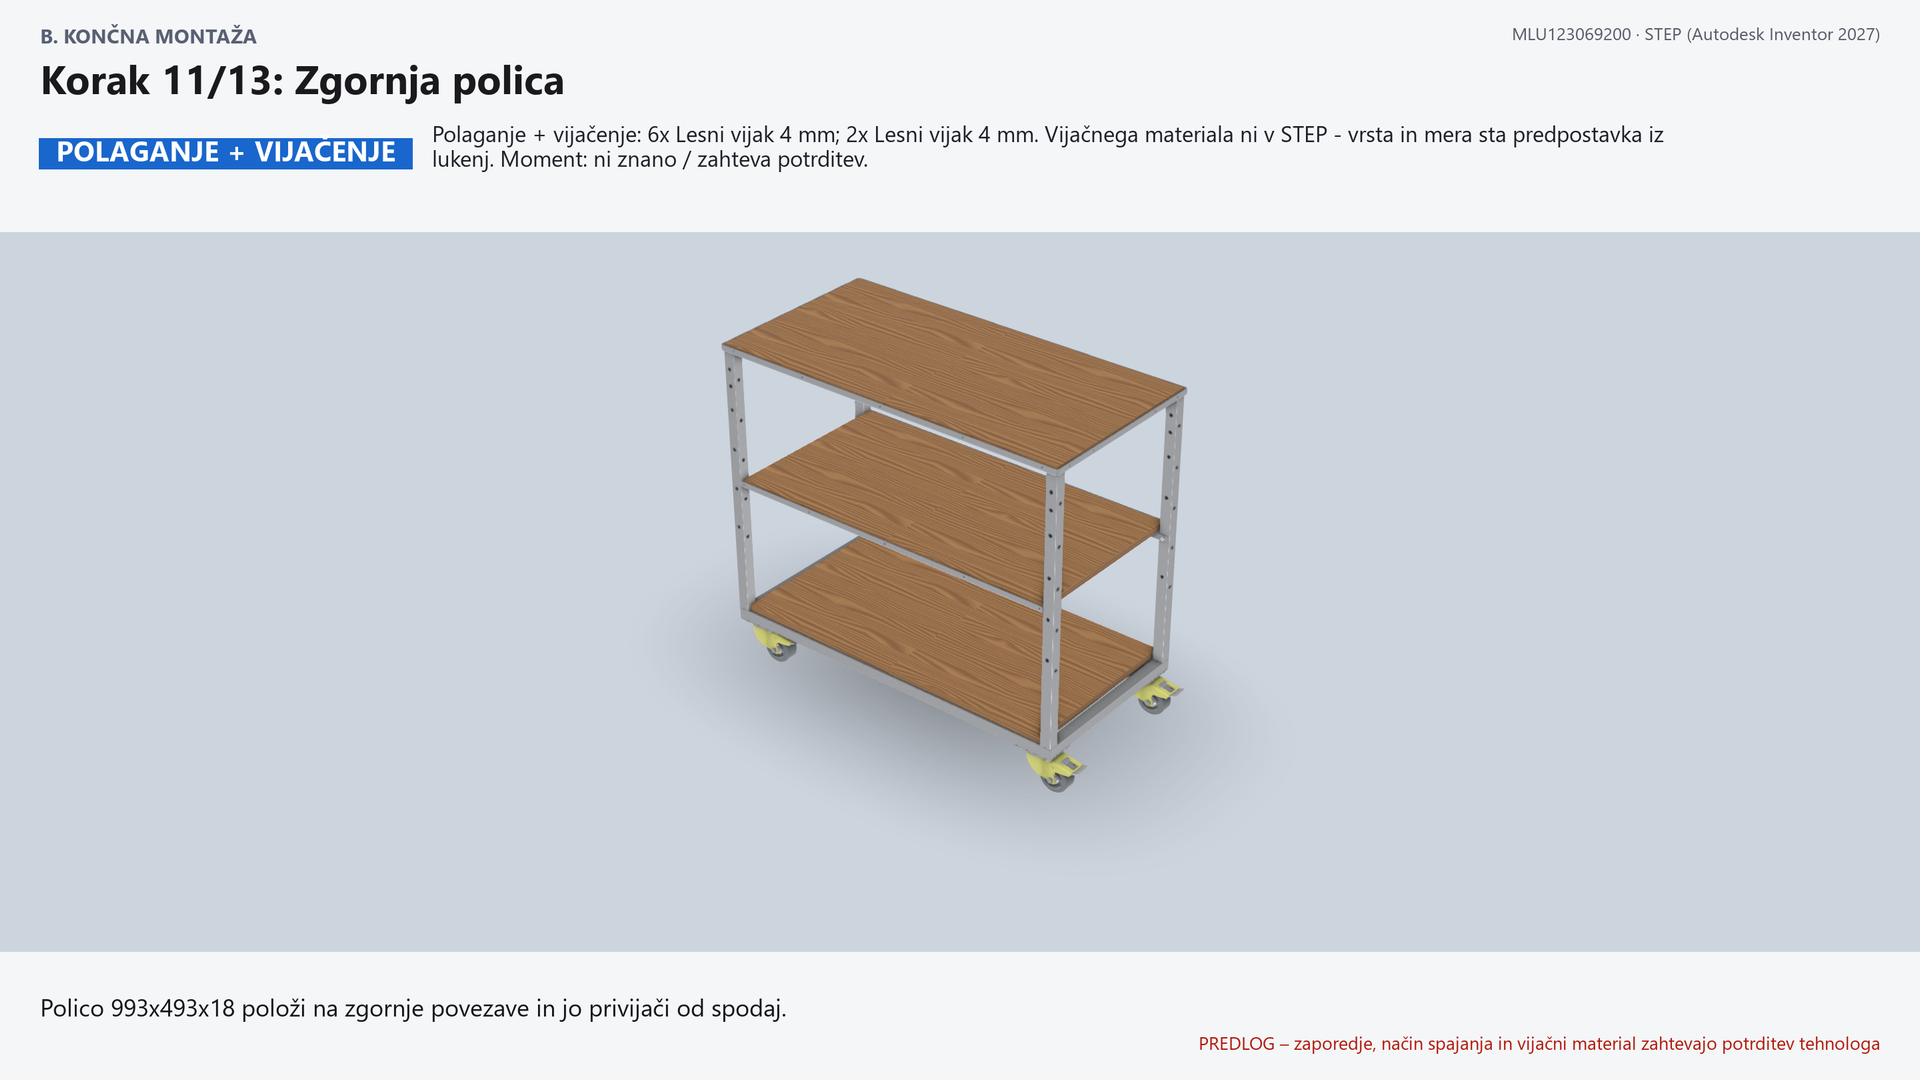 B. KONČNA MONTAŽA
MLU123069200 · STEP (Autodesk Inventor 2027)
Korak 11/13: Zgornja polica
POLAGANJE + VIJAČENJE
Polaganje + vijačenje: 6x Lesni vijak 4 mm; 2x Lesni vijak 4 mm. Vijačnega materiala ni v STEP - vrsta in mera sta predpostavka iz
lukenj. Moment: ni znano / zahteva potrditev.
Polico 993x493x18 položi na zgornje povezave in jo privijači od spodaj.
PREDLOG – zaporedje, način spajanja in vijačni material zahtevajo potrditev tehnologa